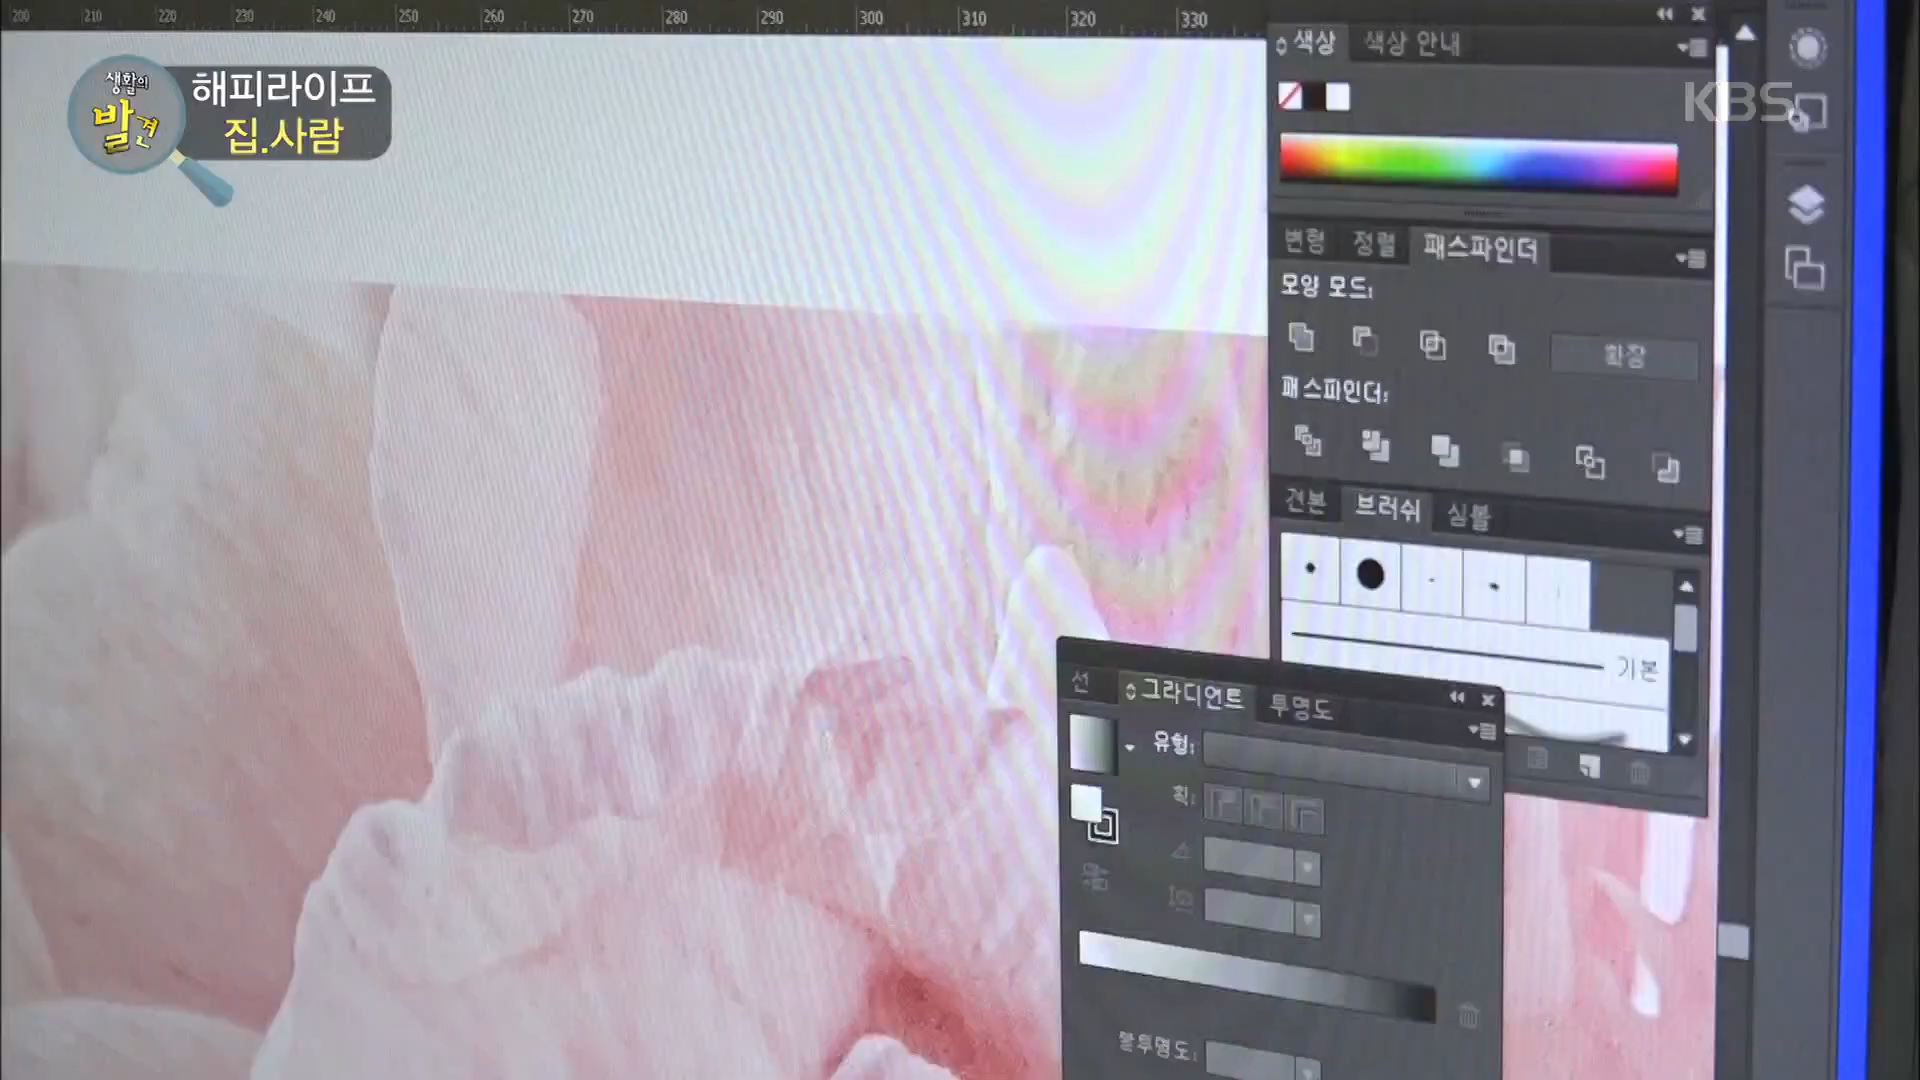 200 210 220 230 240 250 260 270 280 290 300 310 320 330
생활의
발견
해피라이프
집.사람
KBS
색상 색상 안내
변형 정렬 패스파인더
모양 모드:
확장
패스파인더:
견본 브러쉬 심볼
기본
선 그라디언트 투명도
유형:
획:
불투명도: